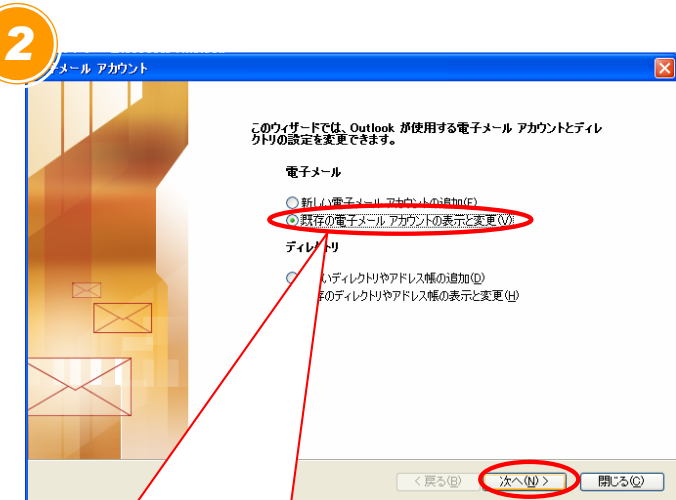 2
メール アカウント
このウィザードでは、Outlook が使用する電子メール アカウントとディレ
クトリの設定を変更できます。
電子メール
新しい電子メール アカウントの追加(E)
既存の電子メール アカウントの表示と変更(V)
ディレクトリ
いディレクトリやアドレス帳の追加(D)
存のディレクトリやアドレス帳の表示と変更(H)
< 戻る(B)
次へ(N) >
閉じる(C)